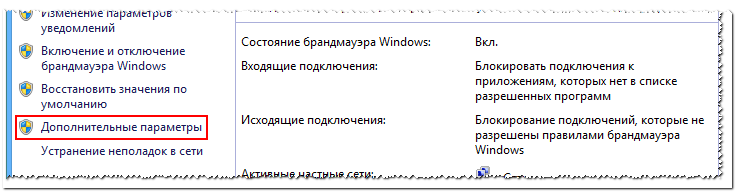 Изменение параметров
уведомлений
Включение и отключение
брандмауэра Windows
Восстановить значения по
умолчанию
Дополнительные параметры
Устранение неполадок в сети
Состояние брандмауэра Windows:
Вкл.
Входящие подключения:
Блокировать подключения к
приложениям, которых нет в списке
разрешенных программ
Исходящие подключения:
Блокирование подключений, которые не
разрешены правилами брандмауэра
Windows
Активные частные сети: